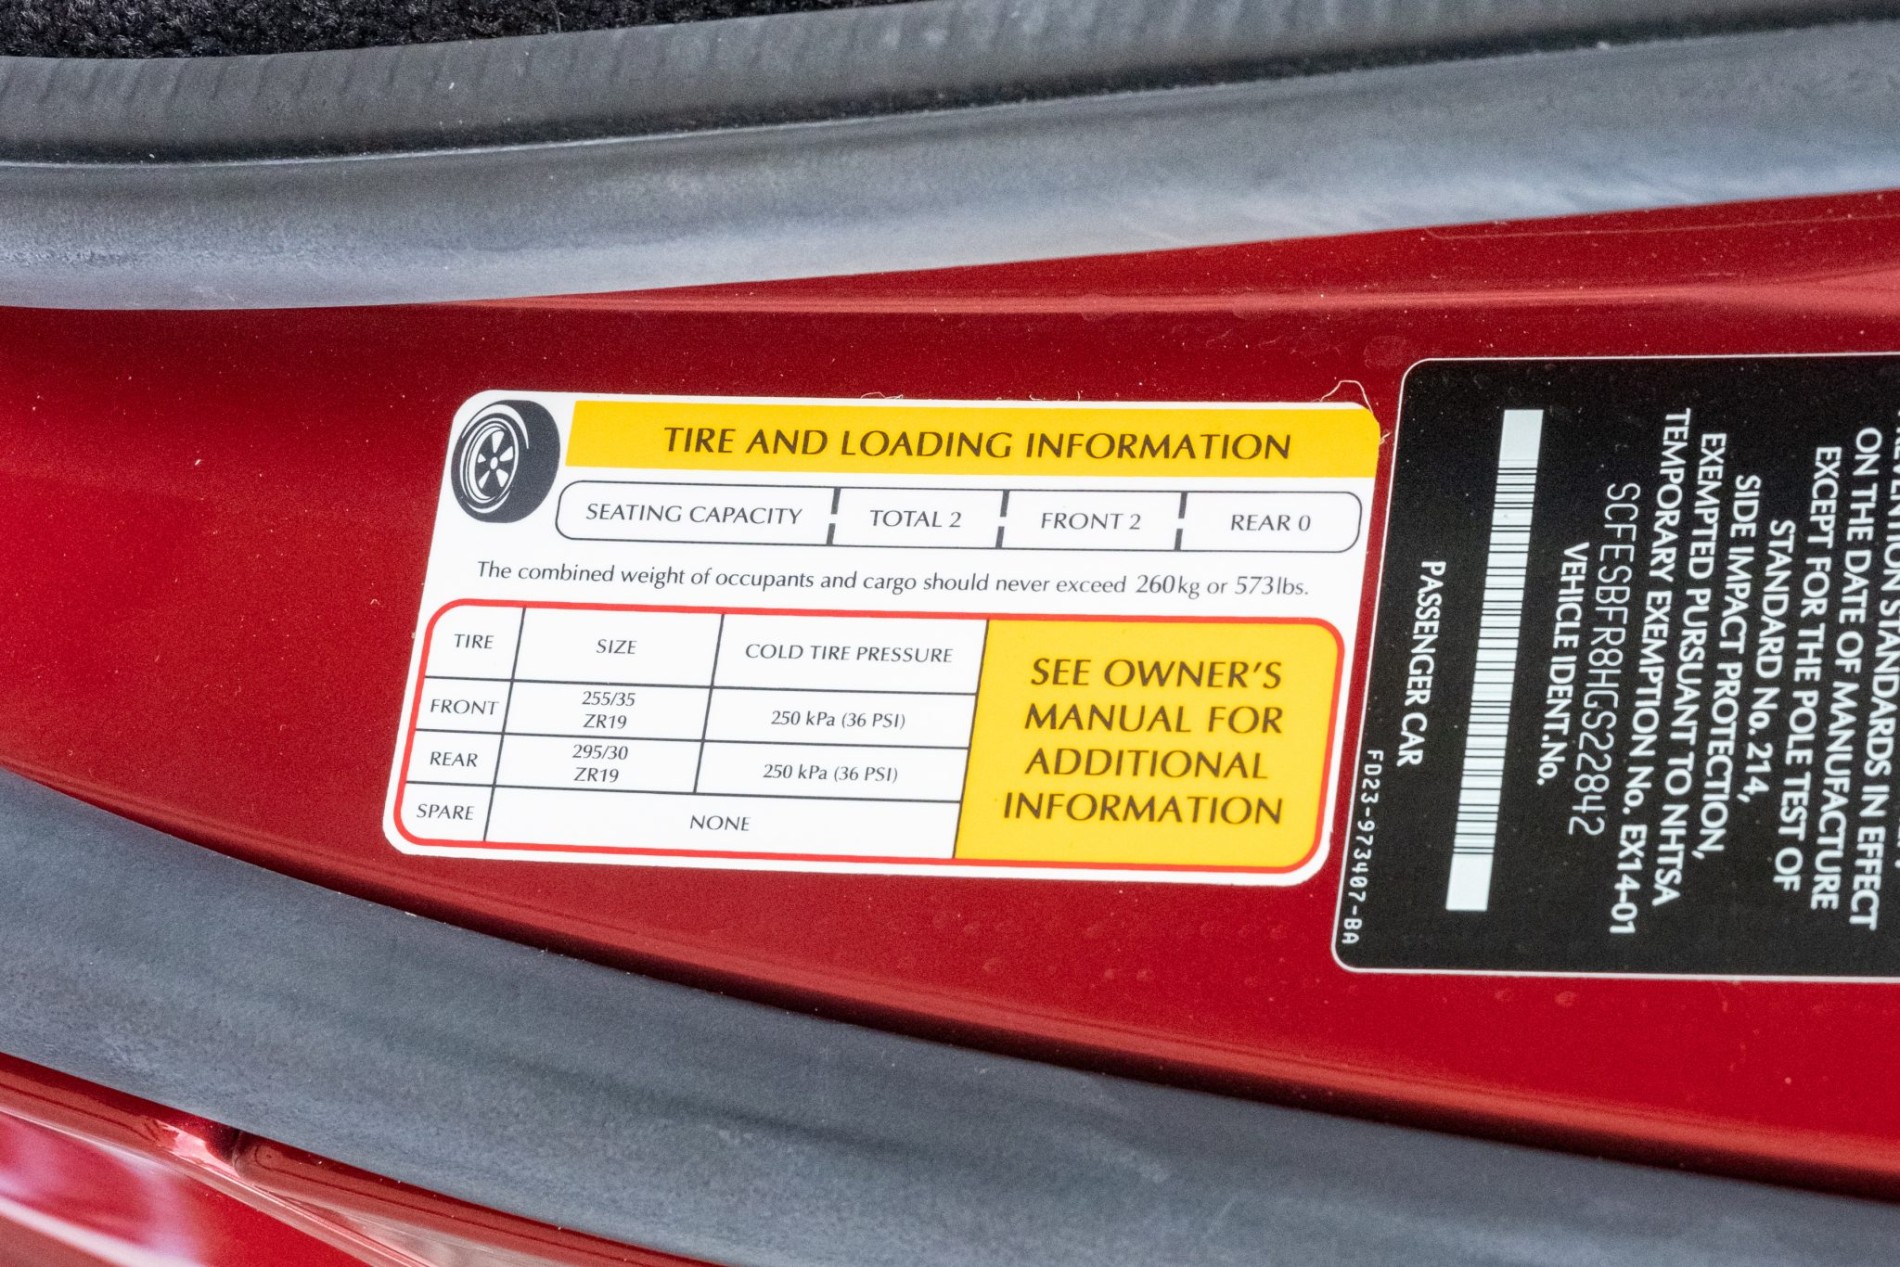 TIRE AND LOADING INFORMATION
SEATING CAPACITY TOTAL 2 FRONT 2 REAR 0
The combined weight of occupants and cargo should never exceed 260kg or 573lbs.
TIRE SIZE COLD TIRE PRESSURE
FRONT 255/35 ZR19 250 kPa (36 PSI)
REAR 295/30 ZR19 250 kPa (36 PSI)
SPARE NONE
SEE OWNER'S
MANUAL FOR
ADDITIONAL
INFORMATION
STANDARDS IN EFFECT
ON THE DATE OF MANUFACTURE
EXCEPT FOR THE POLE TEST OF
STANDARD No. 214,
SIDE IMPACT PROTECTION,
EXEMPTED PURSUANT TO NHTSA
TEMPORARY EXEMPTION No. EX14-01
SCFESBFR8HGS22842
VEHICLE IDENT.No.
PASSENGER CAR
FD23-973407-BA